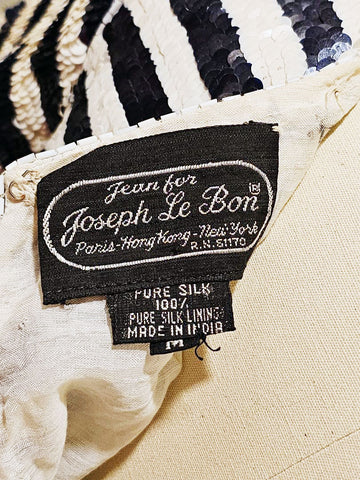 Jean for
Joseph Le Bon ®
Paris-Hong Kong-New York
R.N. 51170
PURE SILK
100%
PURE SILK LINING
MADE IN INDIA
M